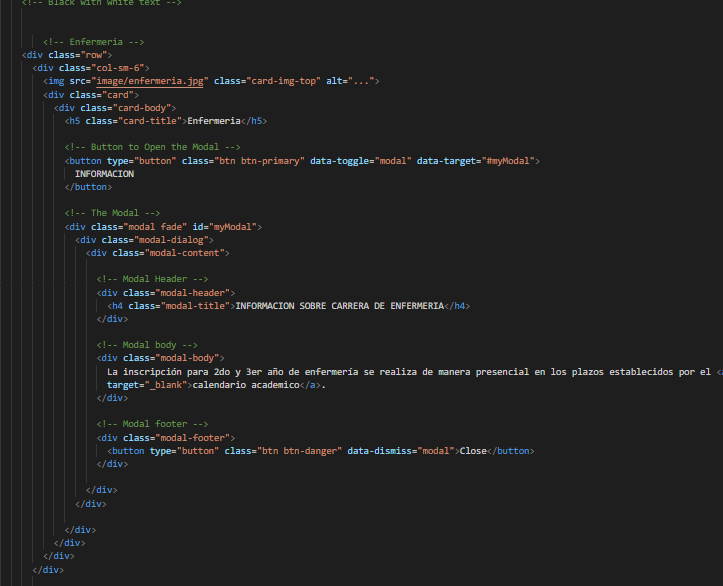 <!-- Black with white text -->
<!-- Enfermeria -->
<div class="row">
<div class="col-sm-6">
<img src="image/enfermeria.jpg" class="card-img-top" alt="...">
<div class="card">
<div class="card-body">
<h5 class="card-title">Enfermeria</h5>
<!-- Button to Open the Modal -->
<button type="button" class="btn btn-primary" data-toggle="modal" data-target="#myModal">
INFORMACION
</button>
<!-- The Modal -->
<div class="modal fade" id="myModal">
<div class="modal-dialog">
<div class="modal-content">
<!-- Modal Header -->
<div class="modal-header">
<h4 class="modal-title">INFORMACION SOBRE CARRERA DE ENFERMERIA</h4>
</div>
<!-- Modal body -->
<div class="modal-body">
La inscripción para 2do y 3er año de enfermería se realiza de manera presencial en los plazos establecidos por el <
target="_blank">calendario academico</a>.
</div>
<!-- Modal footer -->
<div class="modal-footer">
<button type="button" class="btn btn-danger" data-dismiss="modal">Close</button>
</div>
</div>
</div>
</div>
</div>
</div>
</div>